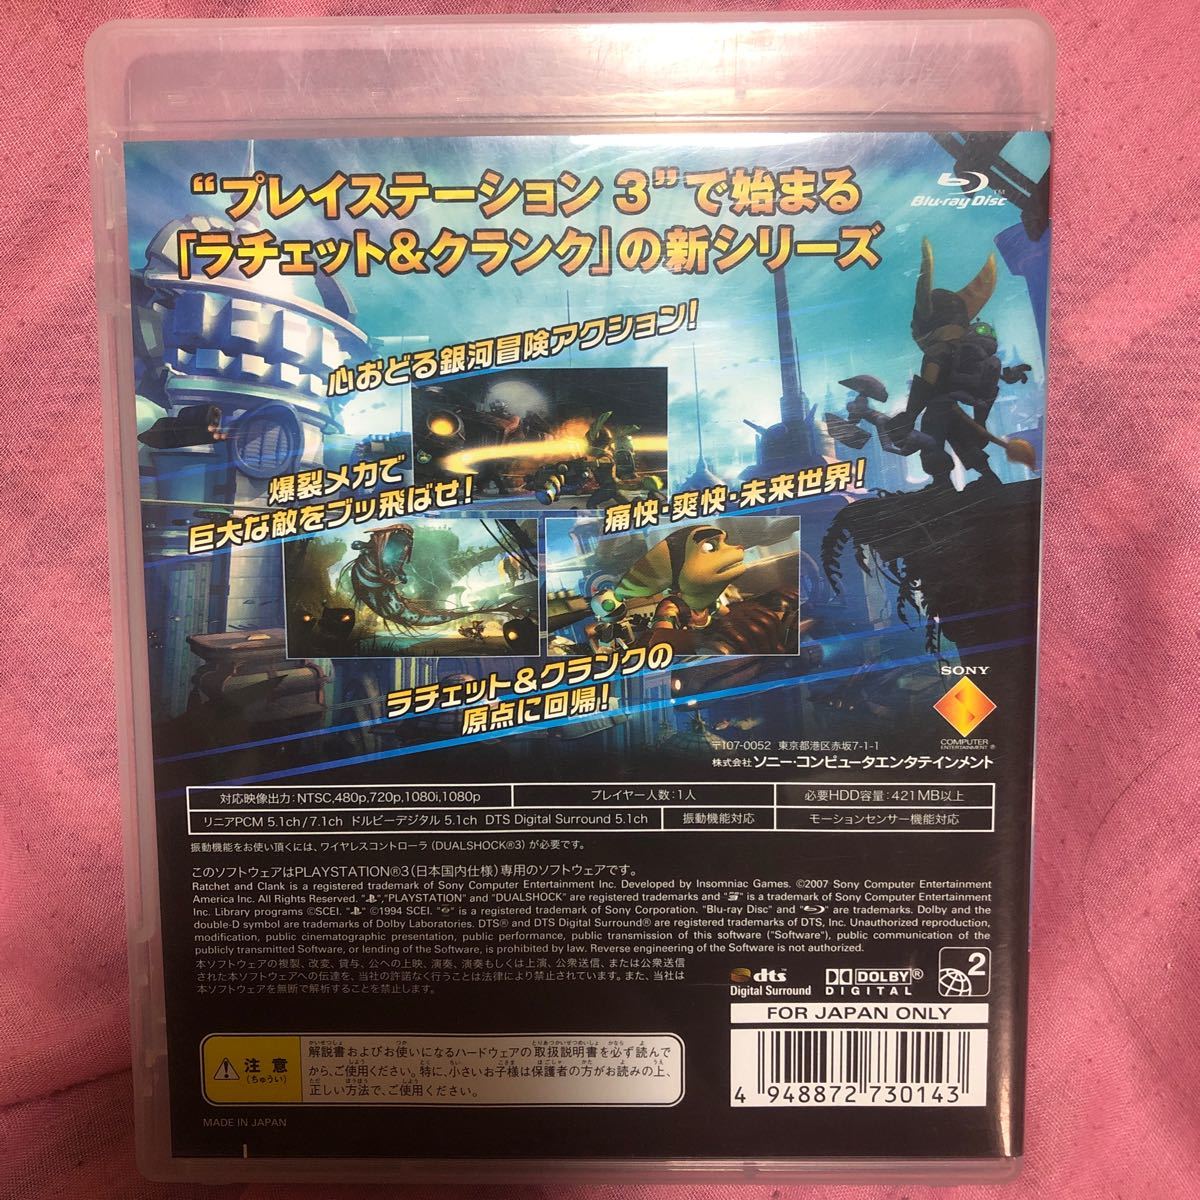 “プレイステーション 3”で始まる
「ラチェット&クランク」の新シリーズ
Blu-ray Disc
TM
心おどる銀河冒険アクション!
爆裂メカで
巨大な敵をブッ飛ばせ!
痛快・爽快・未来世界!
ラチェット&クランクの
原点に回帰!
SONY
COMPUTER
ENTERTAINMENT®
〒107-0052 東京都港区赤坂7-1-1
株式会社 ソニー・コンピュータエンタテインメント
対応映像出力:NTSC,480p,720p,1080i,1080p
プレイヤー人数:1人
必要HDD容量:421MB以上
リニアPCM 5.1ch/7.1ch ドルビーデジタル 5.1ch DTS Digital Surround 5.1ch
振動機能対応
モーションセンサー機能対応
振動機能をお使い頂くには、ワイヤレスコントローラ(DUALSHOCK®3)が必要です。
このソフトウェアはPLAYSTATION®3(日本国内仕様)専用のソフトウェアです。
Ratchet and Clank is a registered trademark of Sony Computer Entertainment Inc. Developed by Insomniac Games. ©2007 Sony Computer Entertainment
America Inc. All Rights Reserved. " ","PLAYSTATION" and "DUALSHOCK" are registered trademarks and " " is a trademark of Sony Computer Entertainment
Inc. Library programs ©SCEI. " " ©1994 SCEI. " " is a registered trademark of Sony Corporation. "Blu-ray Disc" and " " are trademarks. Dolby and the
double-D symbol are trademarks of Dolby Laboratories. DTS® and DTS Digital Surround® are registered trademarks of DTS, Inc. Unauthorized reproduction,
modification, public cinematographic presentation, public performance, public transmission of this software ("Software"), public communication of the
publicly transmitted Software, or lending of the Software, is prohibited by law. Reverse engineering of the Software is not authorized.
本ソフトウェアの複製、改変、貸与、公への上映、演奏、演奏もしくは上演、公衆送信、または公衆送信
された本ソフトウェアへの伝達を、当社の許諾なく行うことは法律により禁止されています。また、当社は
本ソフトウェアを無断で解析することを禁止します。
dts
Digital Surround
DOLBY®
DIGITAL
2
FOR JAPAN ONLY
注意
(ちゅうい)
解説書およびお使いになるハードウェアの取扱説明書を必ず読んで
から、ご使用ください。特に、小さいお子様は保護者の方がお読みの上、
正しい方法で、ご使用ください。
4 948872 730143
MADE IN JAPAN